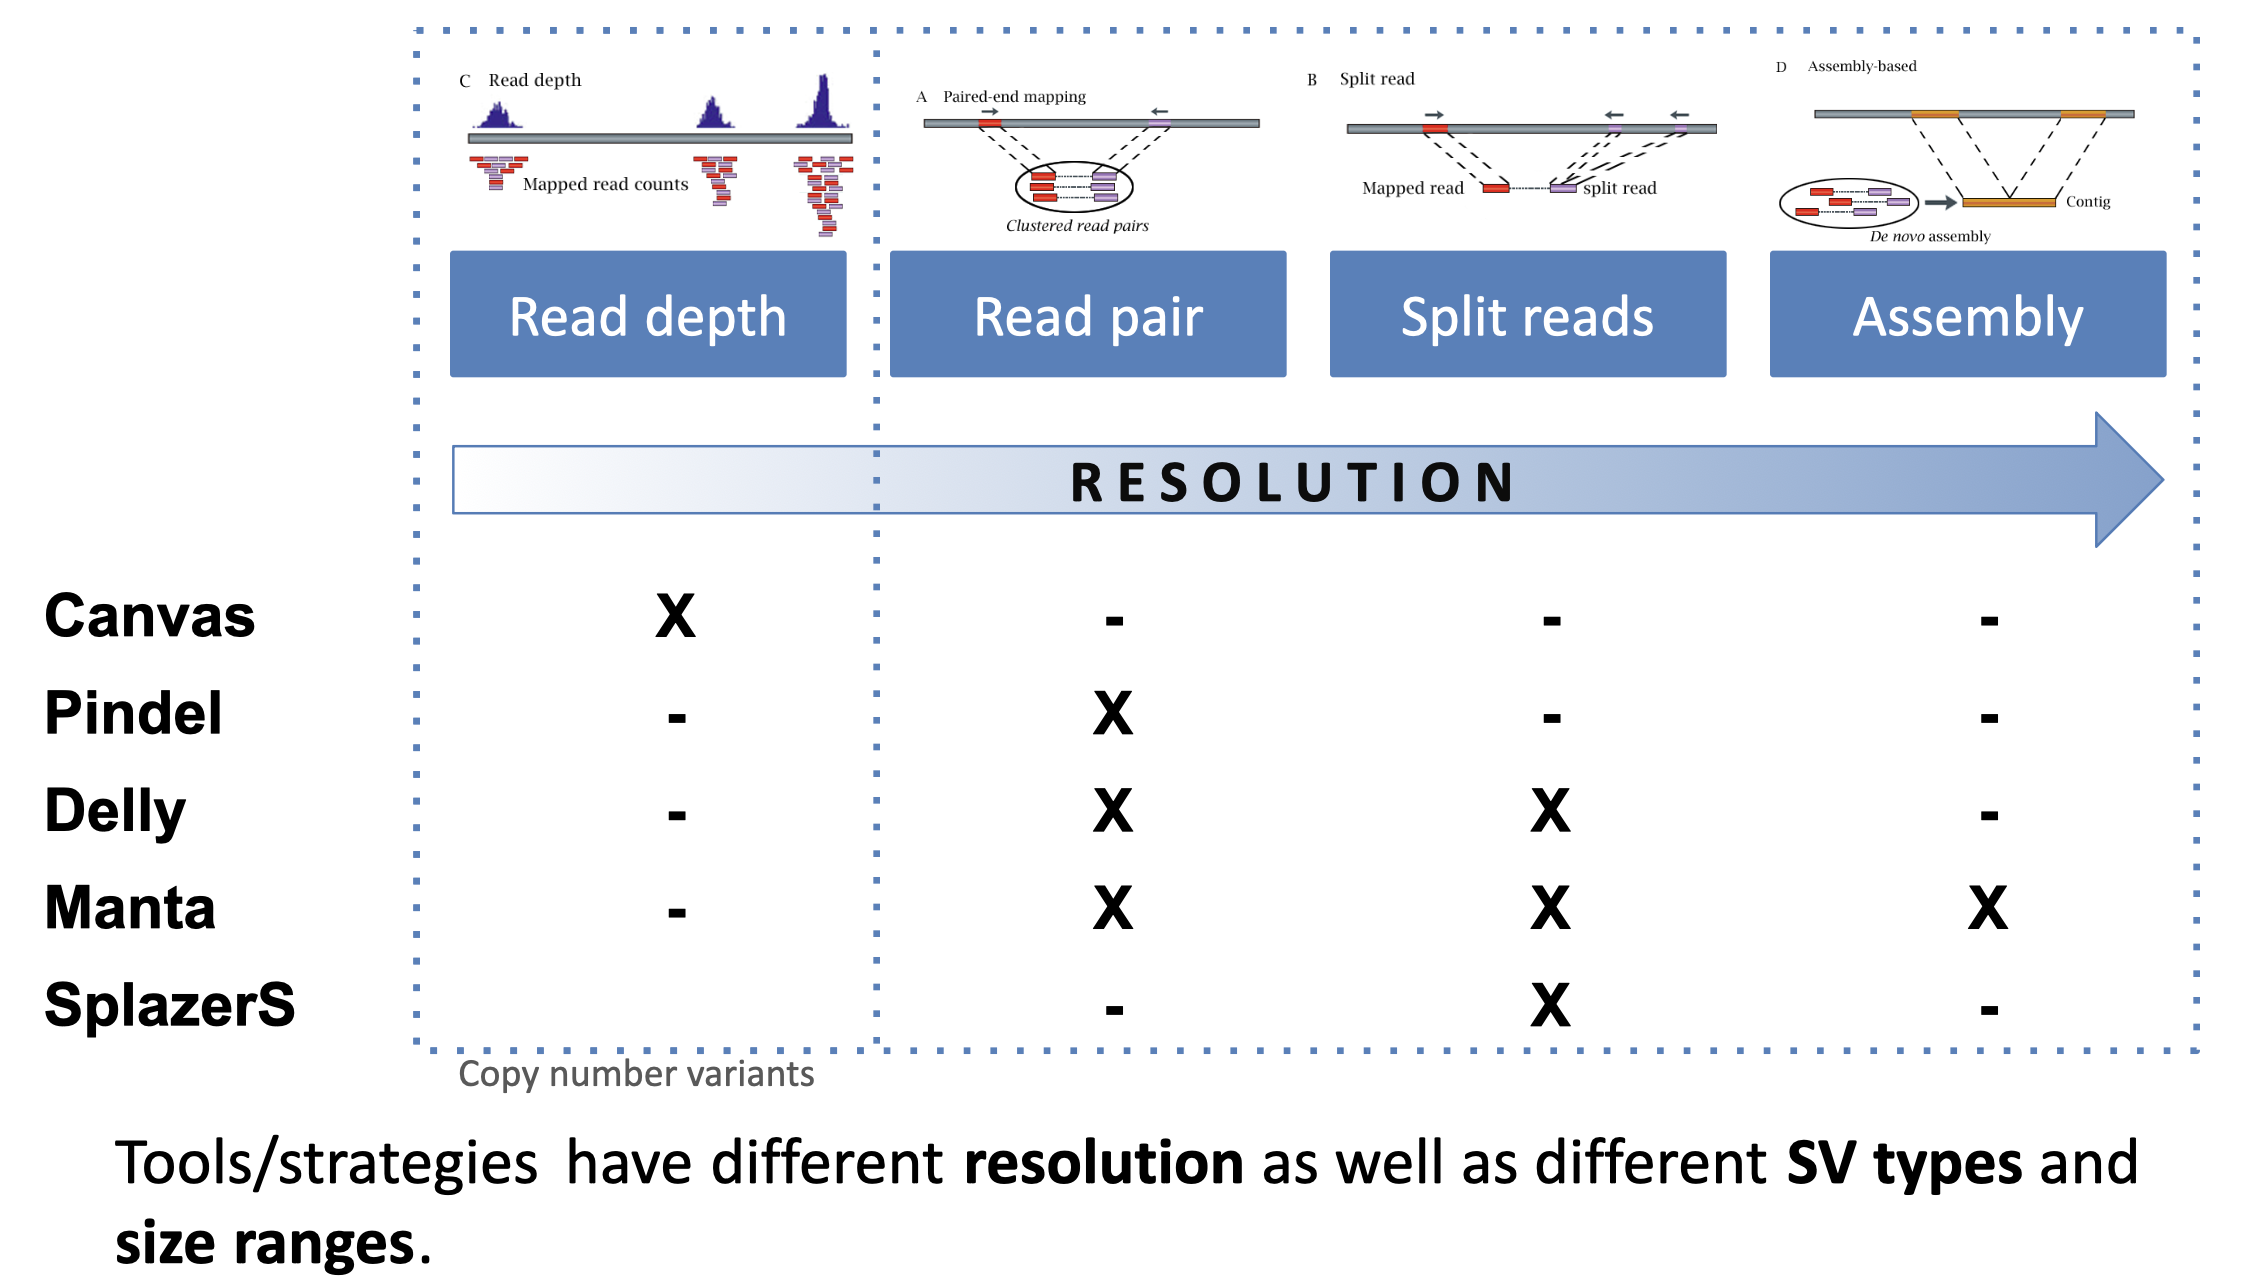 C Read depth
Mapped read counts
A Paired-end mapping
Clustered read pairs
B Split read
Mapped read split read
D Assembly-based
Contig
De novo assembly
Read depth Read pair Split reads Assembly
RESOLUTION
Canvas X - - -
Pindel - X - -
Delly - X X -
Manta - X X X
SplazerS - X -
Copy number variants
Tools/strategies have different resolution as well as different SV types and
size ranges.